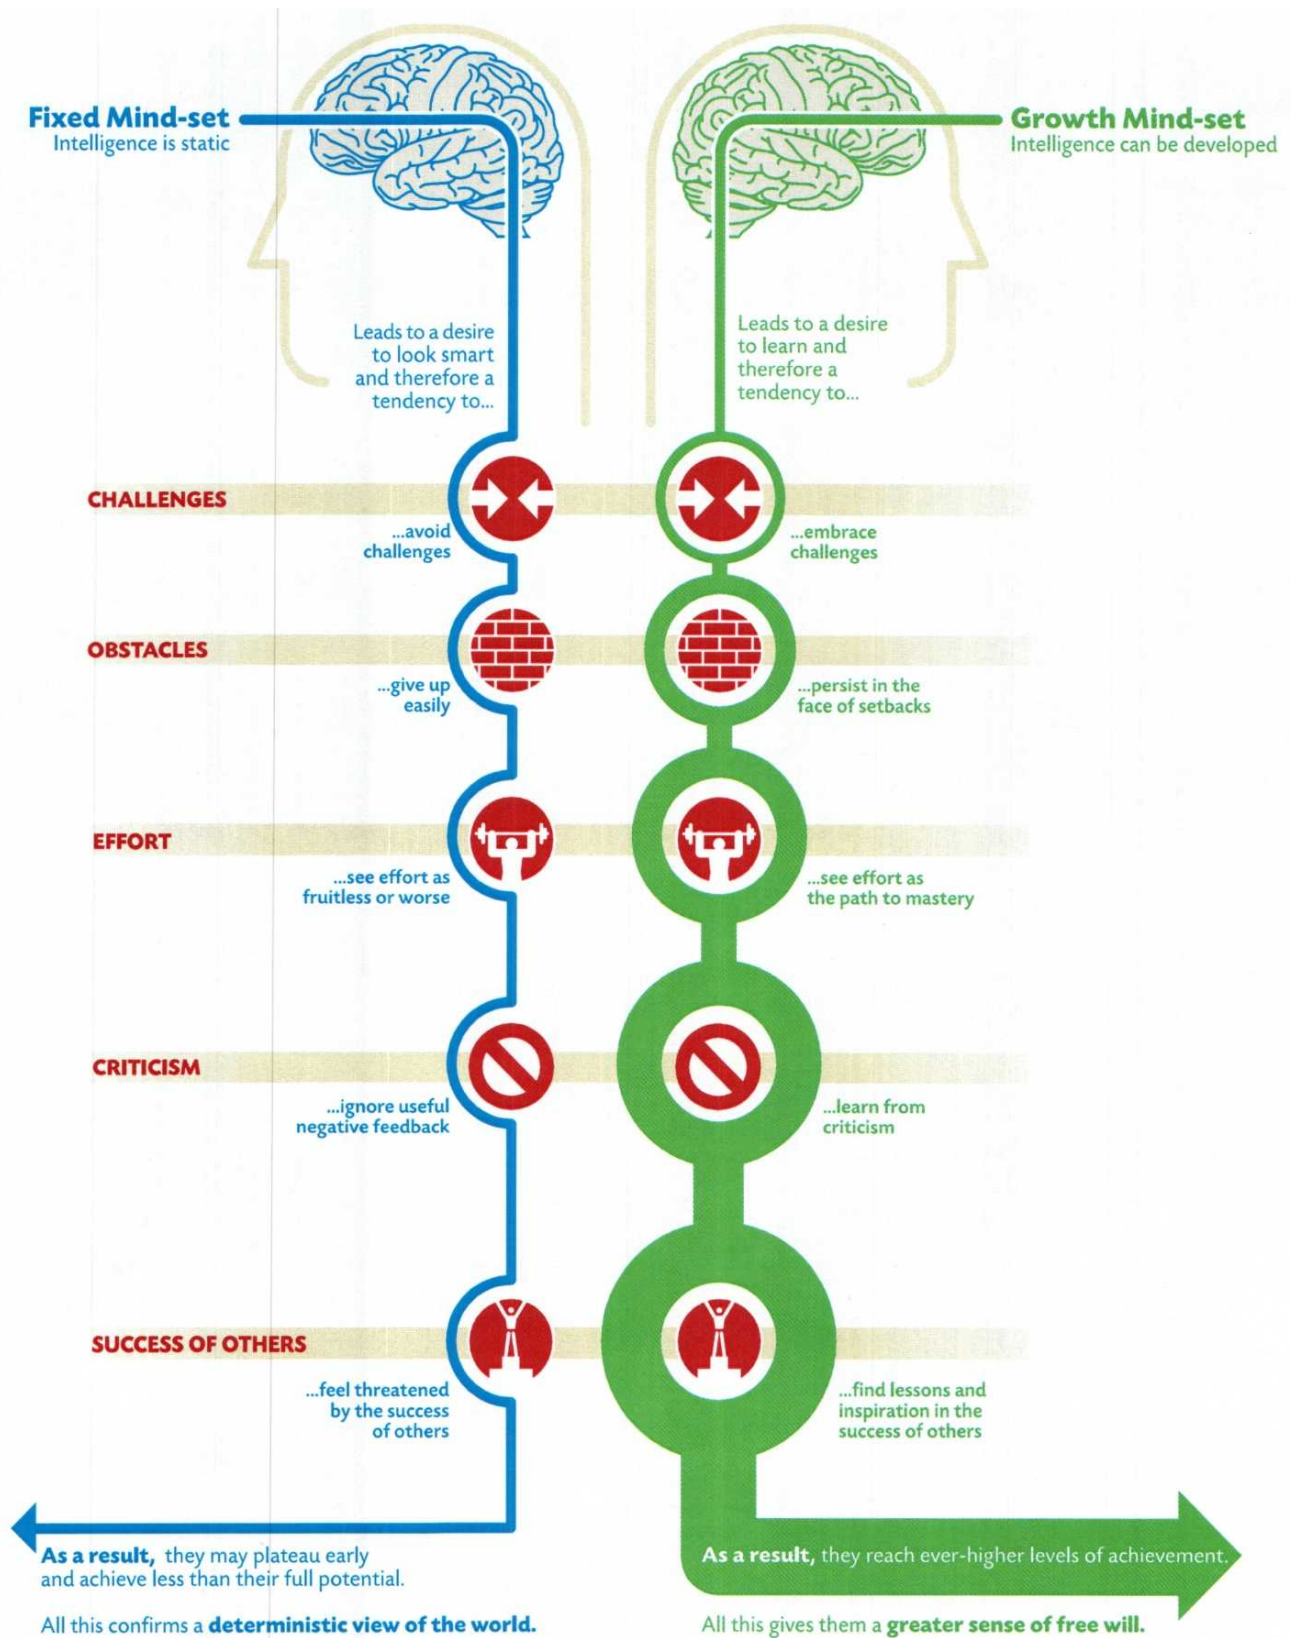 Fixed Mind-set
Intelligence is static
Growth Mind-set
Intelligence can be developed
Leads to a desire
to look smart
and therefore a
tendency to...
Leads to a desire
to learn and
therefore a
tendency to...
CHALLENGES
...avoid
challenges
...embrace
challenges
OBSTACLES
...give up
easily
...persist in the
face of setbacks
EFFORT
...see effort as
fruitless or worse
...see effort as
the path to mastery
CRITICISM
...ignore useful
negative feedback
...learn from
criticism
SUCCESS OF OTHERS
...feel threatened
by the success
of others
...find lessons and
inspiration in the
success of others
As a result, they may plateau early
and achieve less than their full potential.
All this confirms a deterministic view of the world.
As a result, they reach ever-higher levels of achievement.
All this gives them a greater sense of free will.